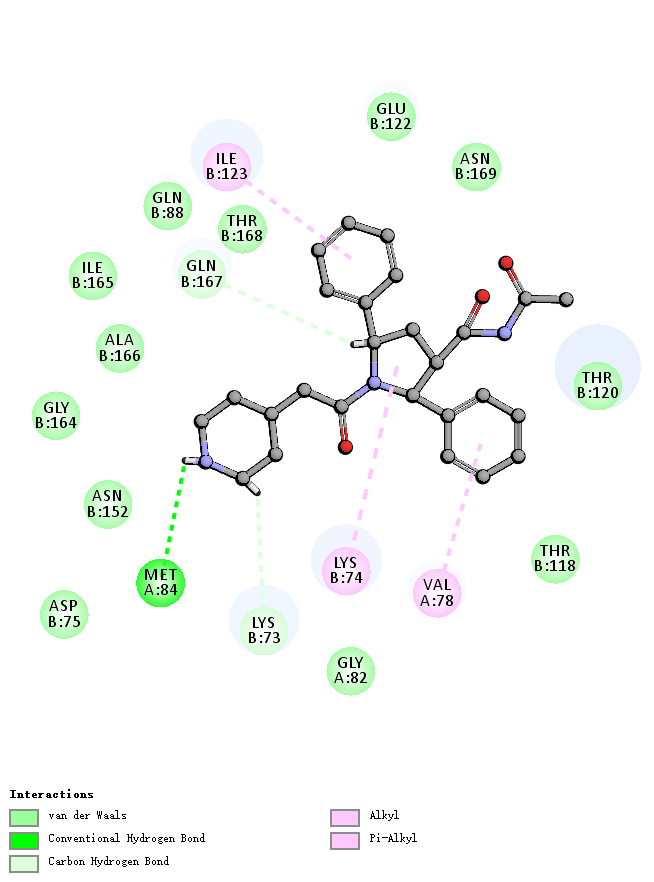 GLU
B:122
ILE
B:123
ASN
B:169
GLN
B:88
THR
B:168
GLN
B:167
ILE
B:165
ALA
B:166
THR
B:120
GLY
B:164
ASN
B:152
THR
B:118
LYS
B:74
MET
A:84
VAL
A:78
ASP
B:75
LYS
B:73
GLY
A:82
Interactions
van der Waals
Conventional Hydrogen Bond
Carbon Hydrogen Bond
Alkyl
Pi-Alkyl